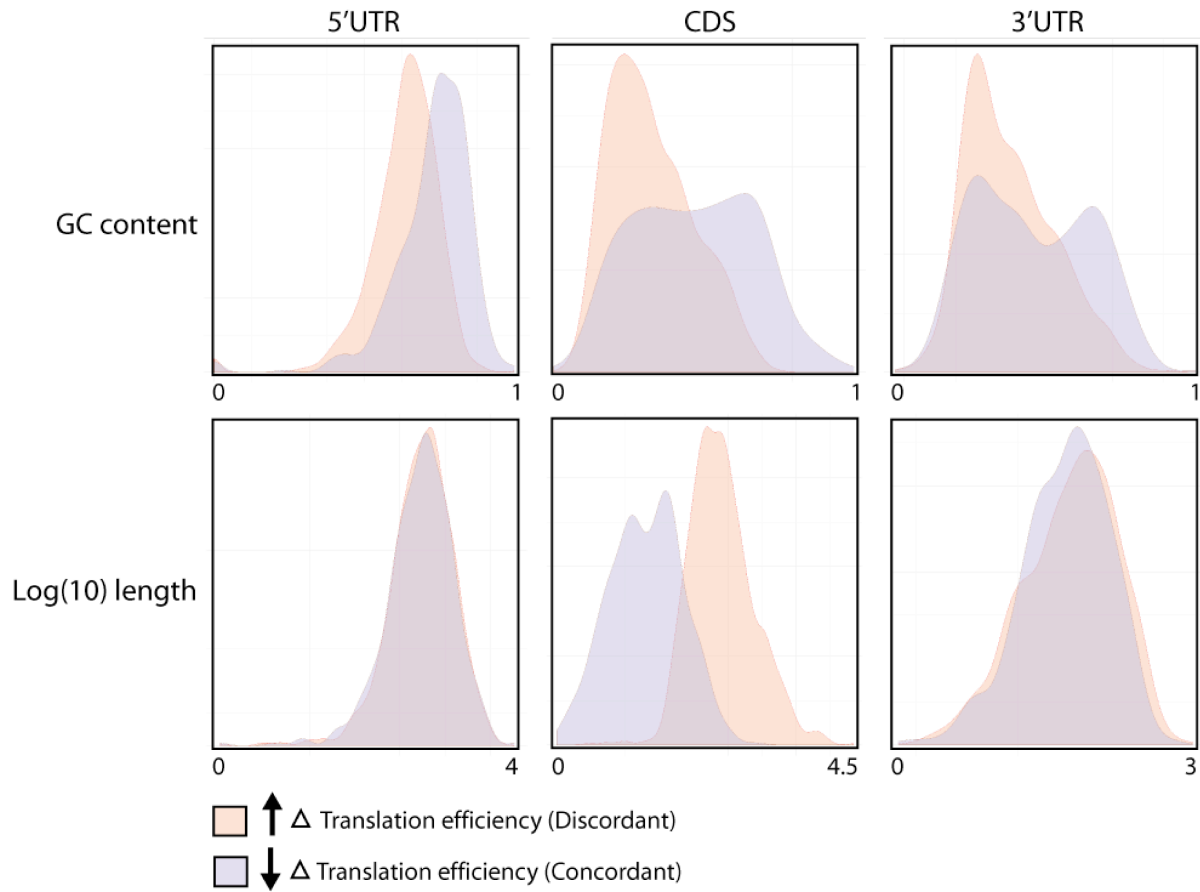 5'UTR CDS 3'UTR
GC content
0 1 0 1 0 1
Log(10) length
0 4 0 4.5 0 3
↑ Δ Translation efficiency (Discordant)
↓ Δ Translation efficiency (Concordant)